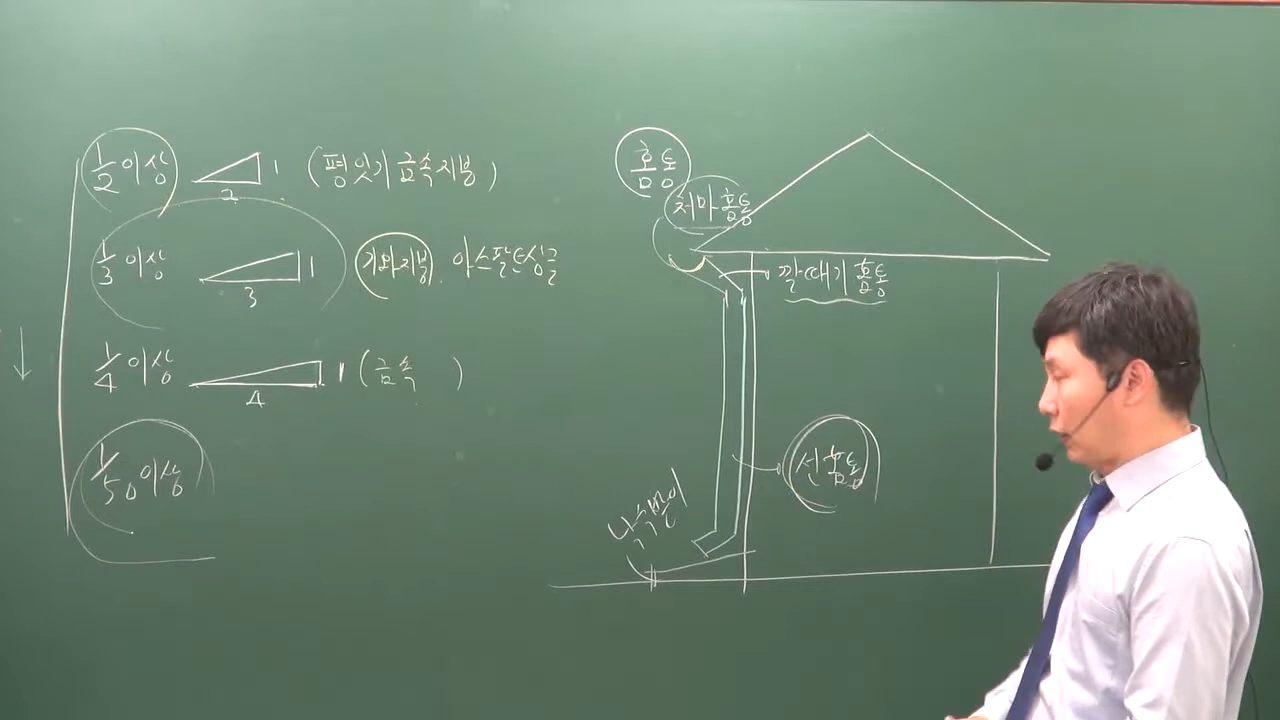 1/2 이상 1 2 (평잇기 금속지붕)
1/3 이상 1 3 기와지붕. 아스팔트싱글
1/4 이상 1 4 (금속 )
1/50 이상
홈통
처마홈통
깔때기 홈통
선홈통
낙수받이